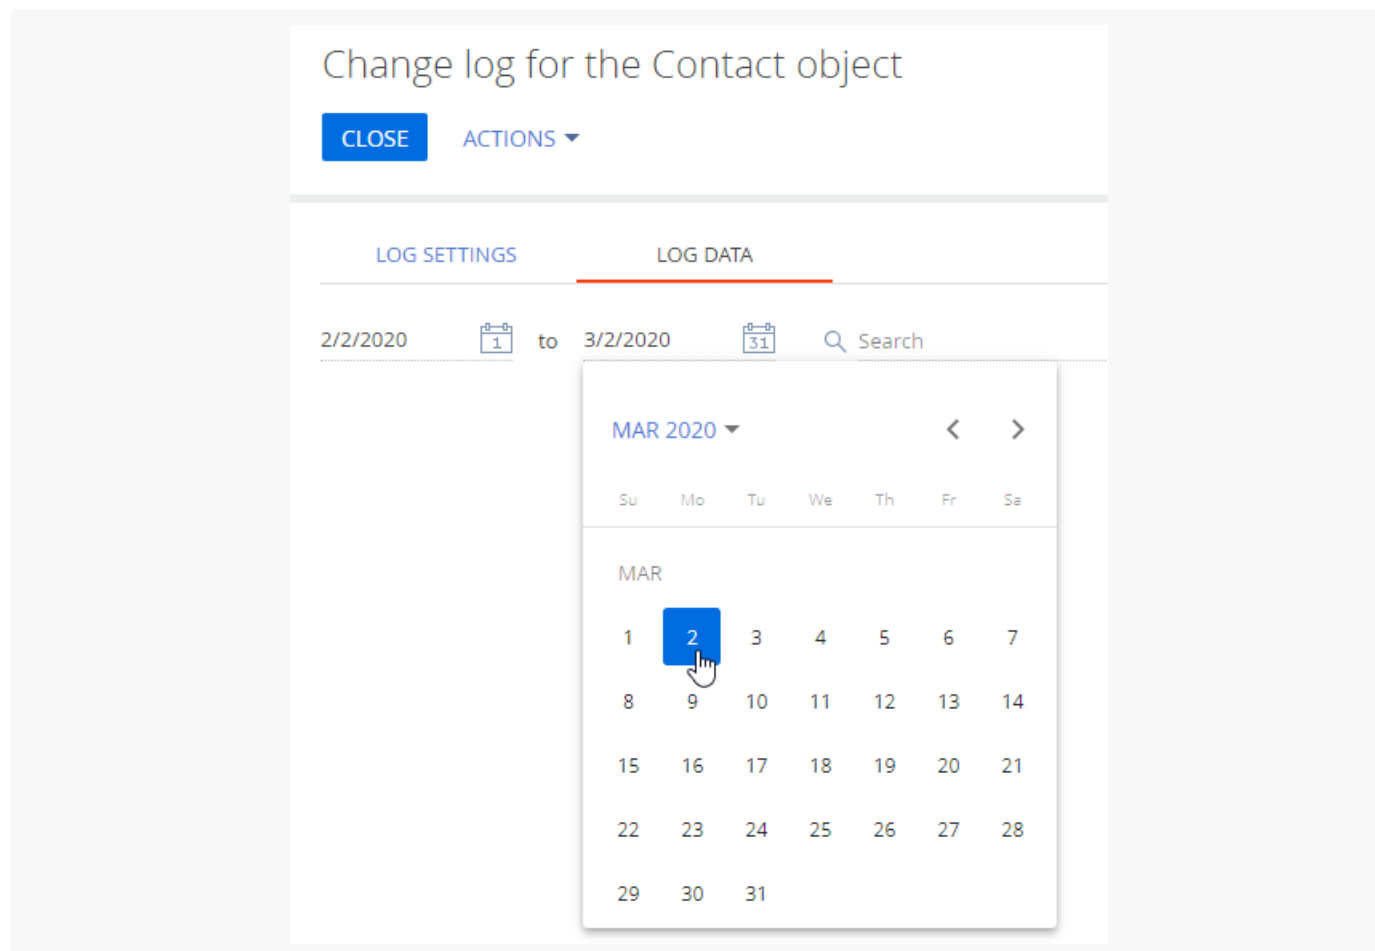 Change log for the Contact object
CLOSE ACTIONS
LOG SETTINGS LOG DATA
2/2/2020 1 to 3/2/2020 31 Search
MAR 2020
Su Mo Tu We Th Fr Sa
MAR
1 2 3 4 5 6 7
8 9 10 11 12 13 14
15 16 17 18 19 20 21
22 23 24 25 26 27 28
29 30 31